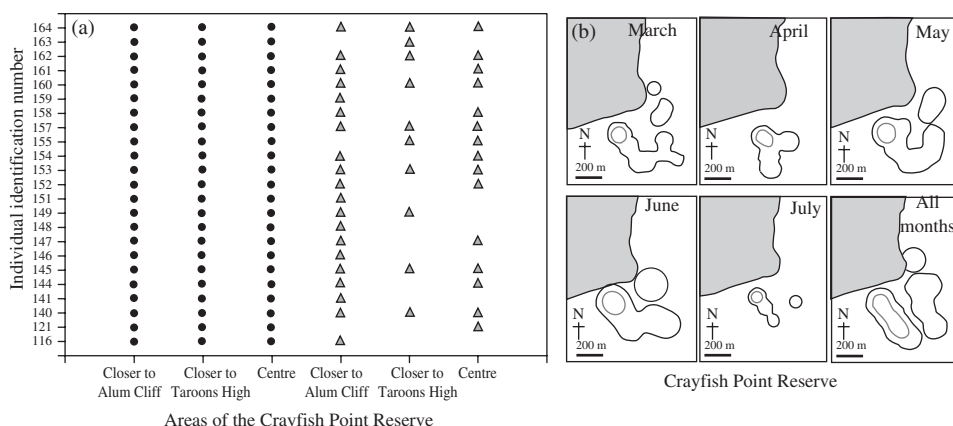 (a)
Individual identification number
164
163
162
161
160
159
158
157
155
154
153
152
151
149
148
147
146
145
144
141
140
121
116
Closer to
Alum Cliff
Closer to
Taroons High
Centre
Closer to
Alum Cliff
Closer to
Taroons High
Centre
Areas of the Crayfish Point Reserve
(b)
March
N
200 m
April
N
200 m
May
N
200 m
June
N
200 m
July
N
200 m
All
months
N
200 m
Crayfish Point Reserve